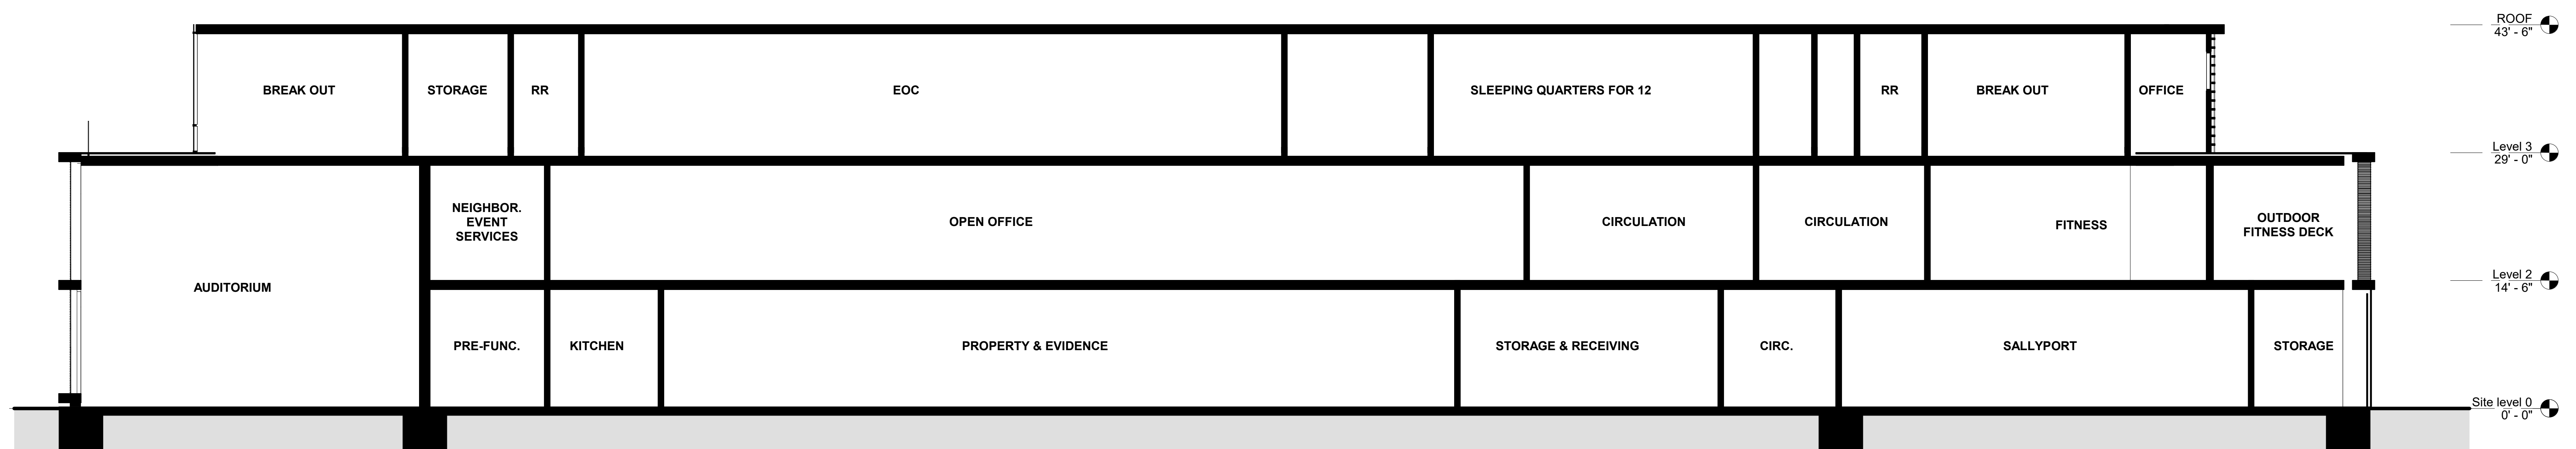 ROOF
43' - 6"
BREAK OUT
STORAGE
RR
EOC
SLEEPING QUARTERS FOR 12
RR
BREAK OUT
OFFICE
Level 3
29' - 0"
NEIGHBOR.
EVENT
SERVICES
OPEN OFFICE
CIRCULATION
CIRCULATION
FITNESS
OUTDOOR
FITNESS DECK
Level 2
14' - 6"
AUDITORIUM
PRE-FUNC.
KITCHEN
PROPERTY & EVIDENCE
STORAGE & RECEIVING
CIRC.
SALLYPORT
STORAGE
Site level 0
0' - 0"